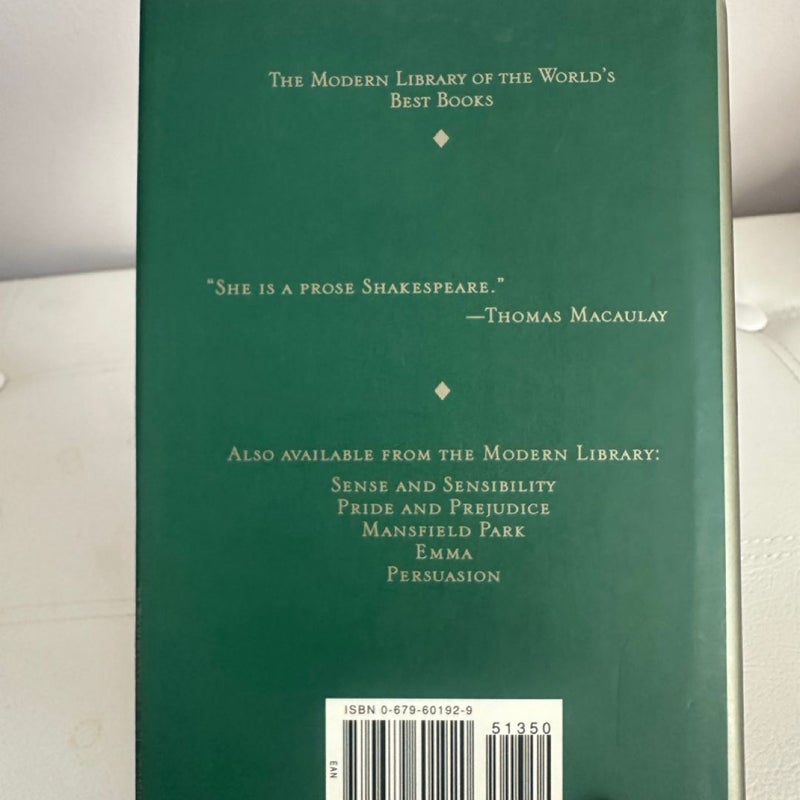 The Modern Library of the World's
Best Books
"She is a prose Shakespeare."
—Thomas Macaulay
Also available from the Modern Library:
Sense and Sensibility
Pride and Prejudice
Mansfield Park
Emma
Persuasion
ISBN 0-679-60192-9
51350
EAN